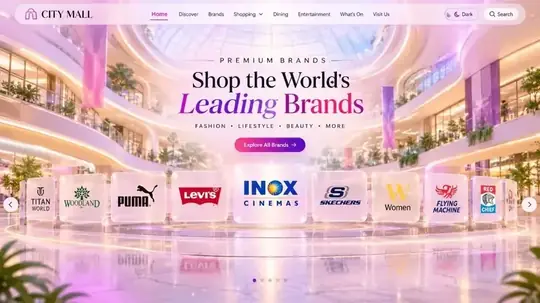 CITY MALL
Home Discover Brands Shopping Dining Entertainment What's On Visit Us
Dark
Search
PREMIUM BRANDS
Shop the World's
Leading Brands
FASHION • LIFESTYLE • BEAUTY • MORE
Explore All Brands →
TITAN
WORLD
WOODLAND
PUMA
LEVI'S
INOX
CINEMAS
SKECHERS
W
Women
FLYING
MACHINE
RED
CHIEF